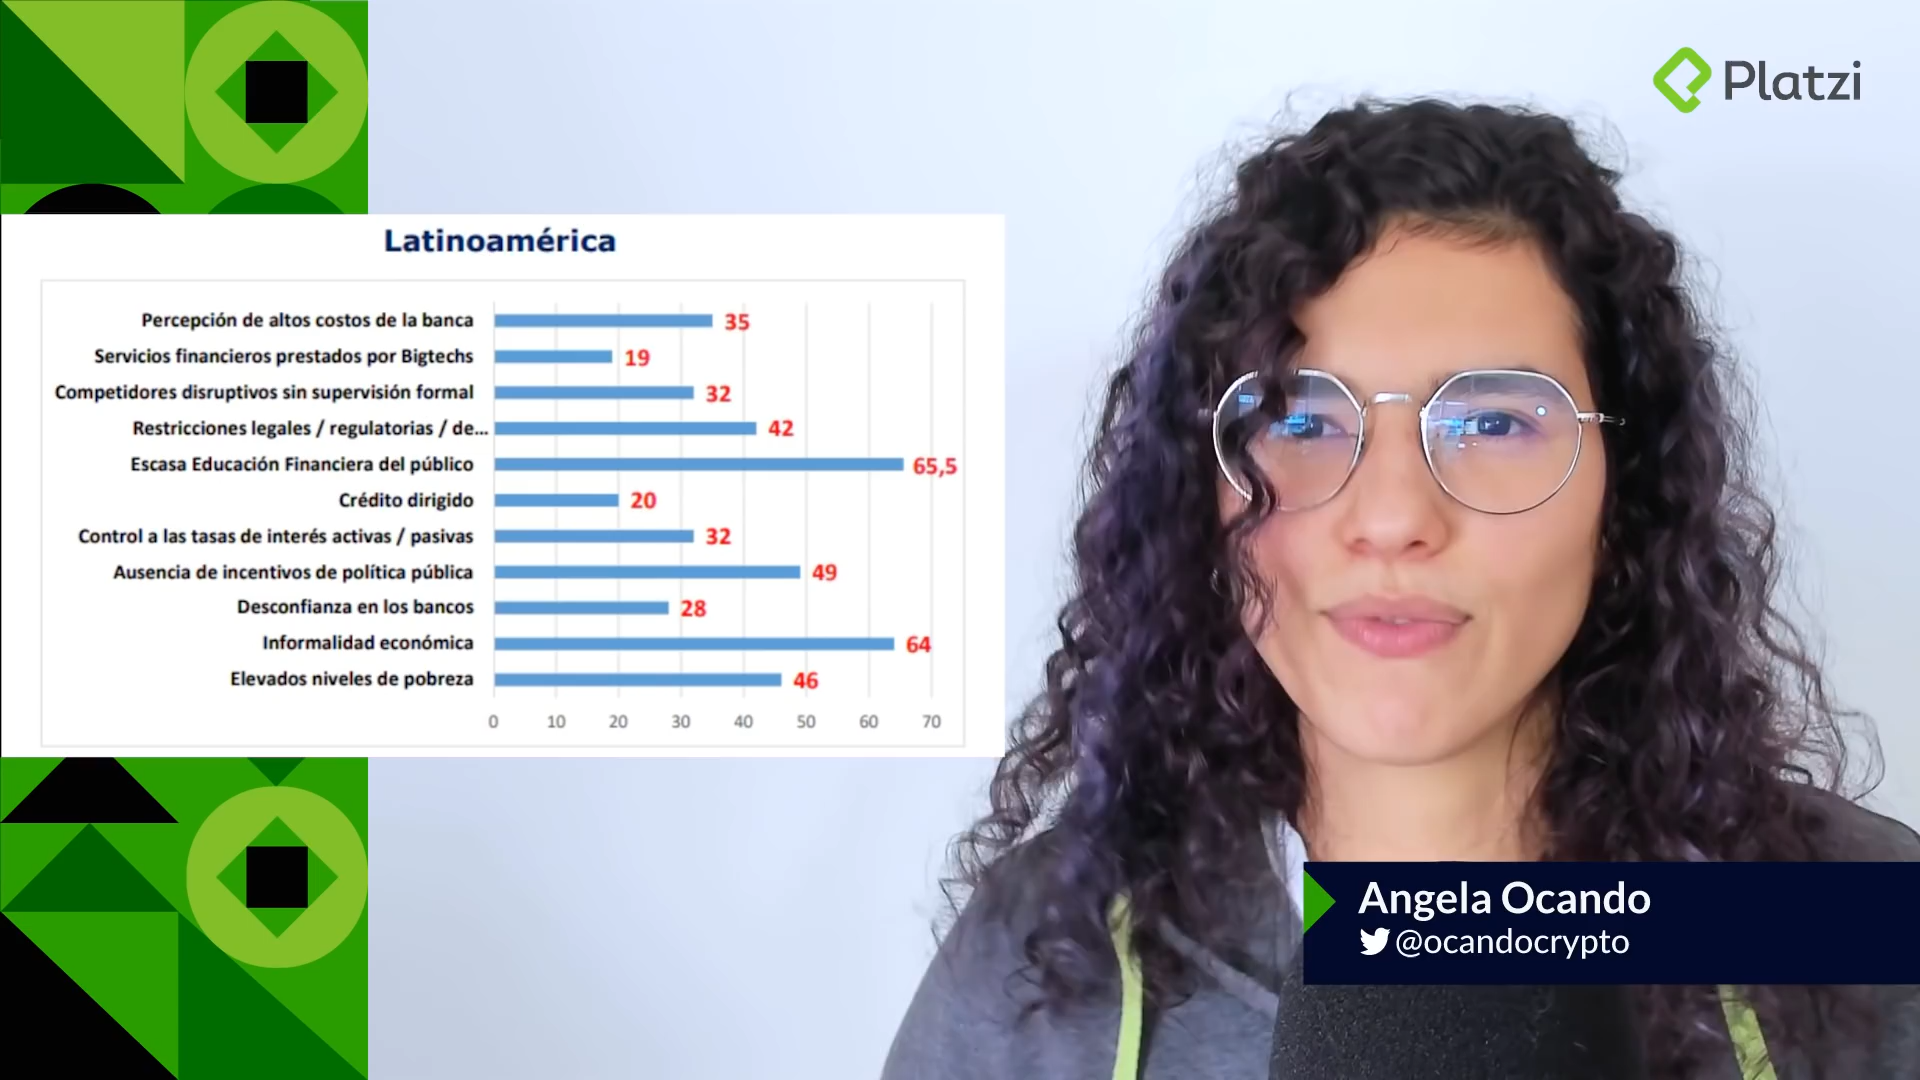 Platzi
Latinoamérica
Percepción de altos costos de la banca 35
Servicios financieros prestados por Bigtechs 19
Competidores disruptivos sin supervisión formal 32
Restricciones legales / regulatorias / de... 42
Escasa Educación Financiera del público 65,5
Crédito dirigido 20
Control a las tasas de interés activas / pasivas 32
Ausencia de incentivos de política pública 49
Desconfianza en los bancos 28
Informalidad económica 64
Elevados niveles de pobreza 46
0 10 20 30 40 50 60 70
Angela Ocando
@ocandocrypto